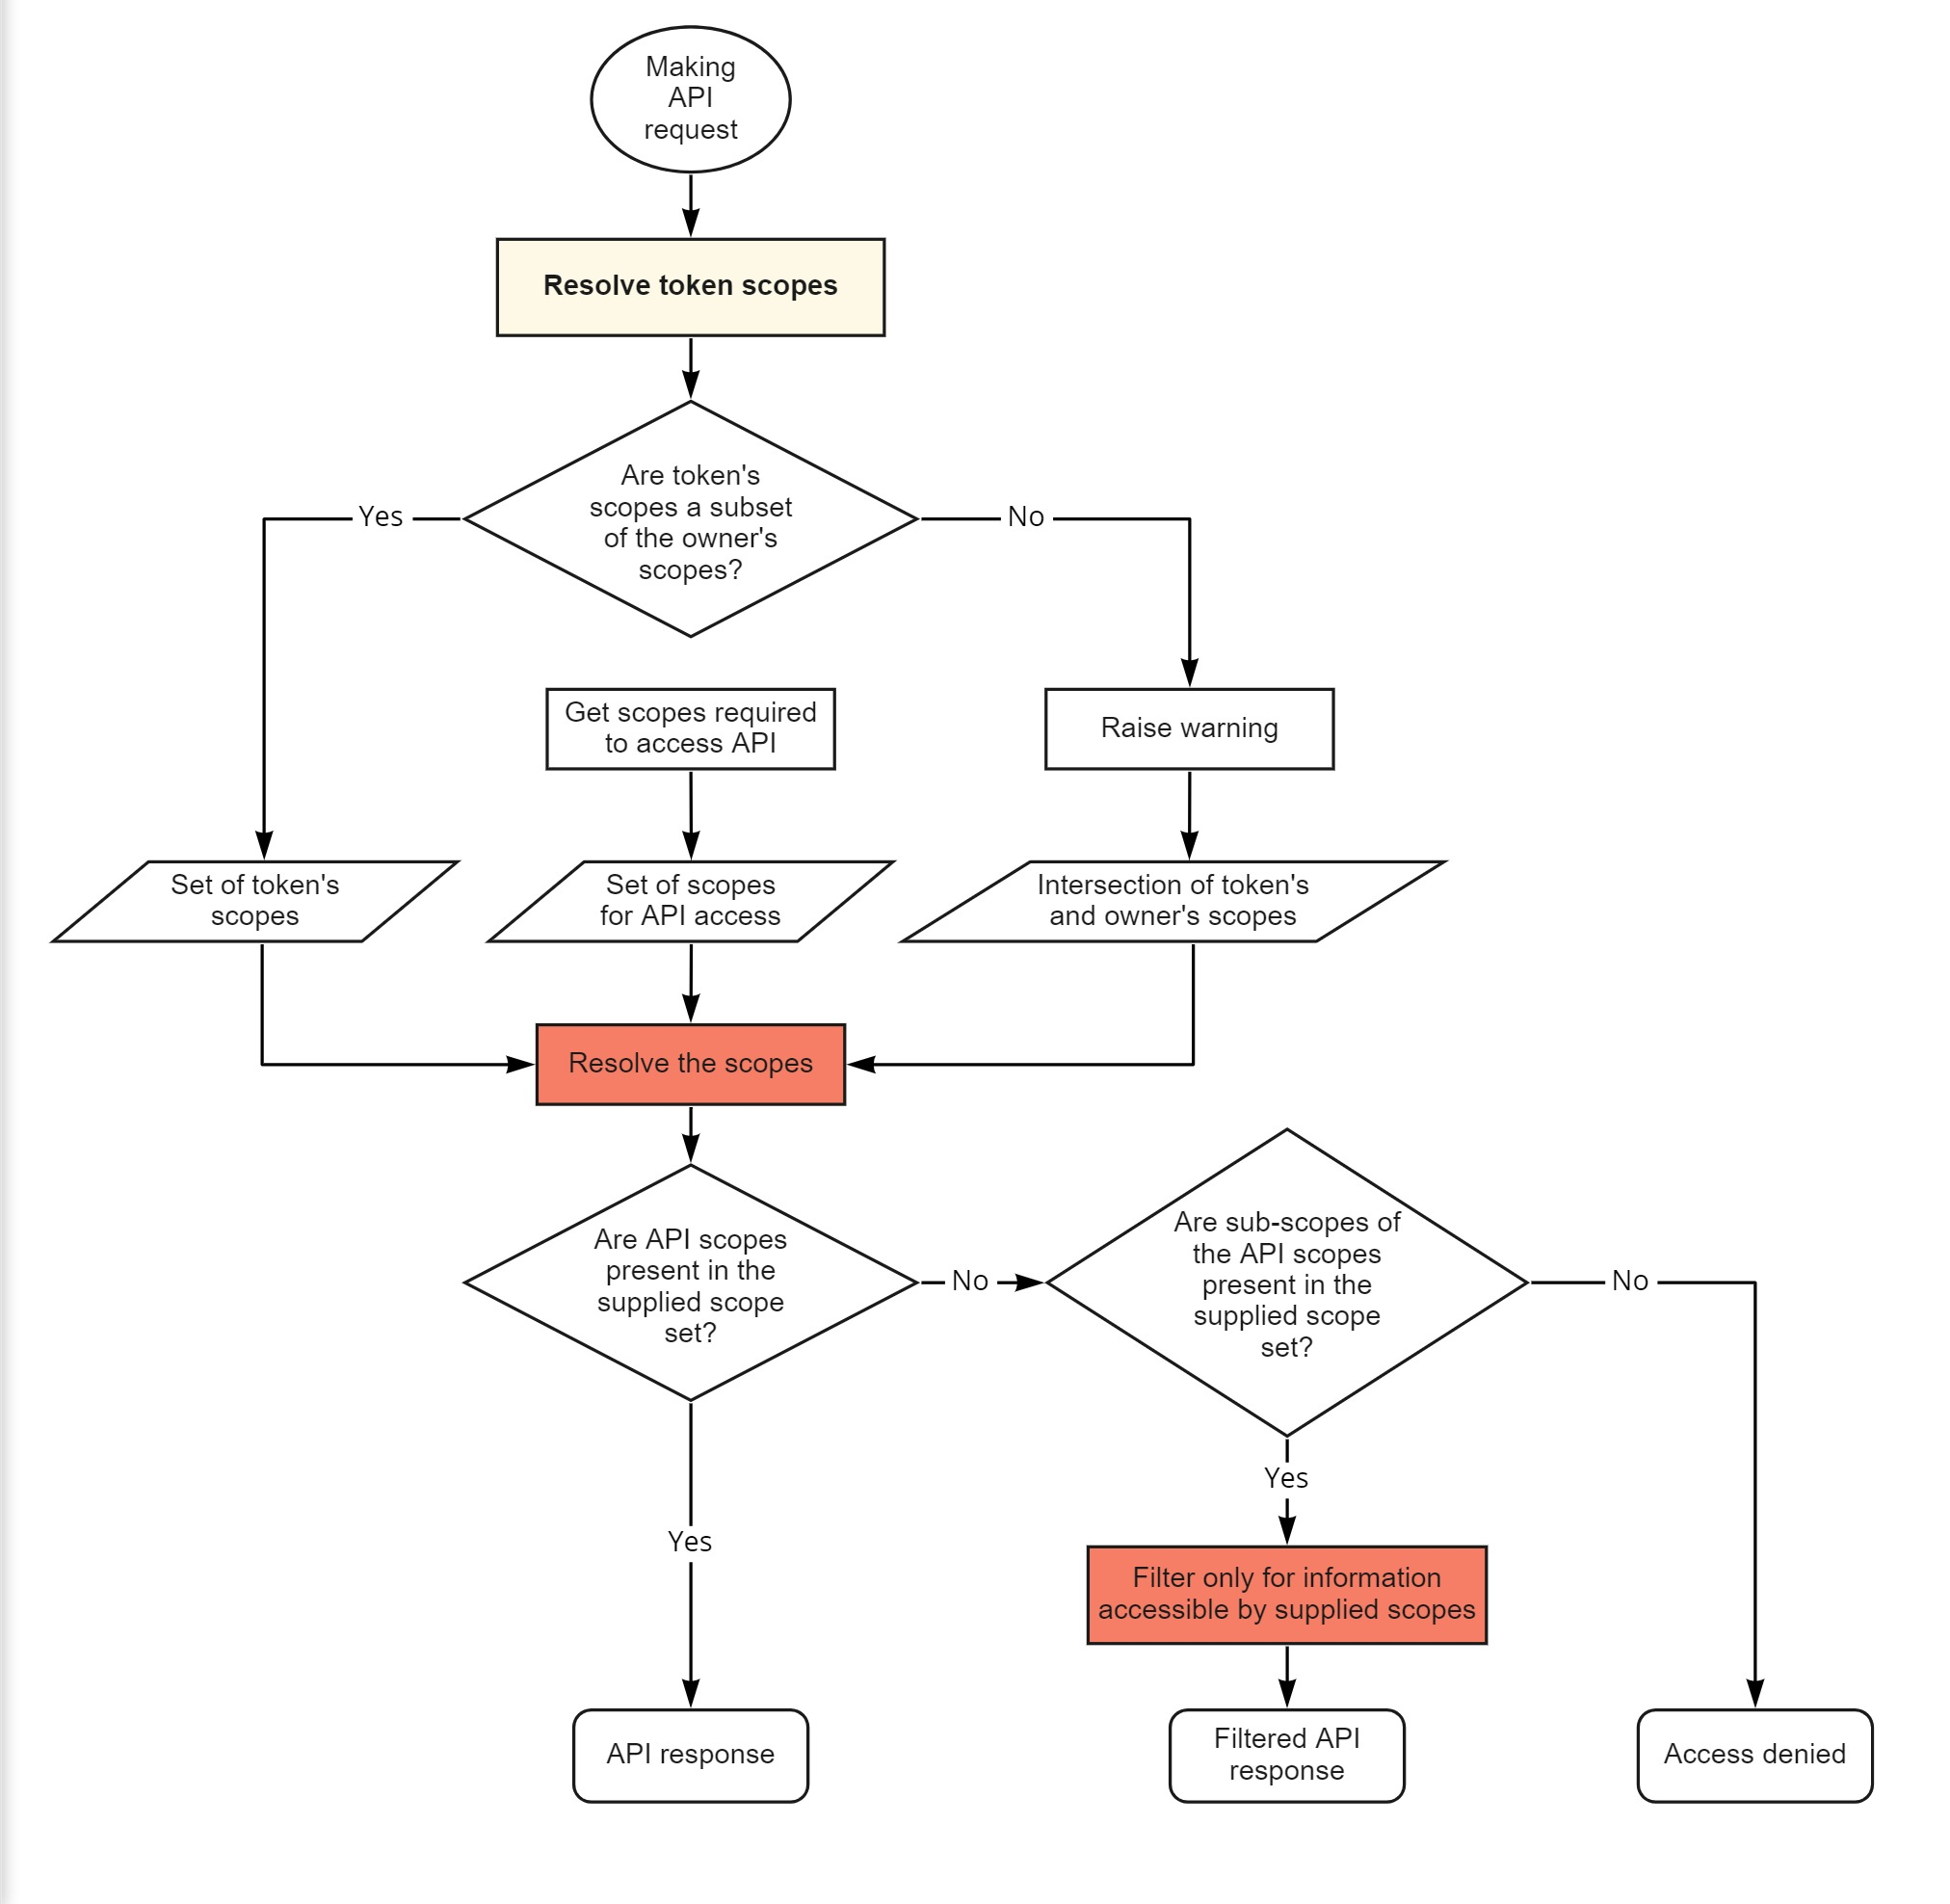 Making
API
request
Resolve token scopes
Are token's
scopes a subset
of the owner's
scopes?
Yes
No
Get scopes required
to access API
Raise warning
Set of token's
scopes
Set of scopes
for API access
Intersection of token's
and owner's scopes
Resolve the scopes
Are API scopes
present in the
supplied scope
set?
No
Are sub-scopes of
the API scopes
present in the
supplied scope
set?
No
Yes
Yes
Filter only for information
accessible by supplied scopes
API response
Filtered API
response
Access denied